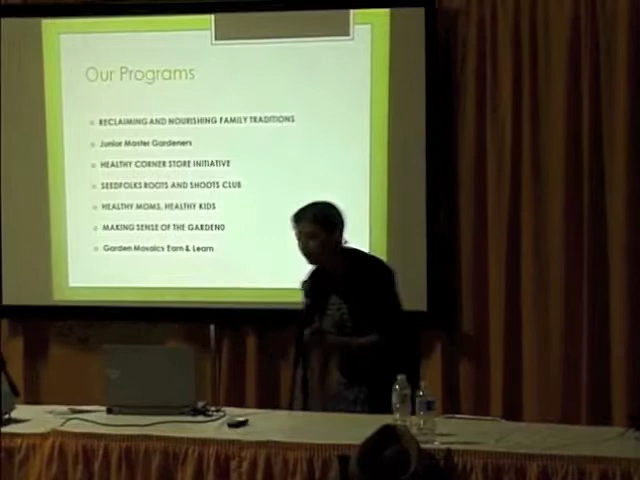 Our Programs
RECLAIMING AND NOURISHING FAMILY TRADITIONS
Junior Master Gardeners
HEALTHY CORNER STORE INITIATIVE
SEEDFOLKS ROOTS AND SHOOTS CLUB
HEALTHY MOMS, HEALTHY KIDS
MAKING SENSE OF THE GARDEN0
Garden Mosaics Earn & Learn